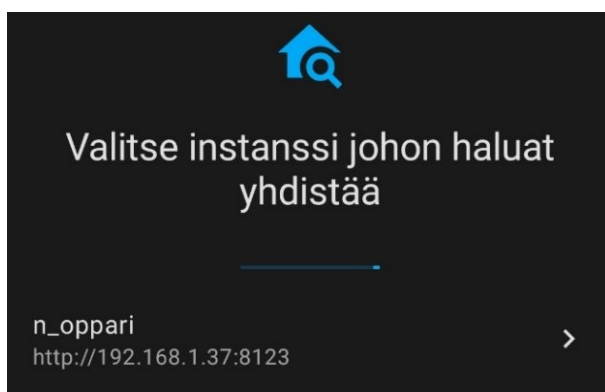 Valitse instanssi johon haluat
yhdistää
n_oppari
http://192.168.1.37:8123